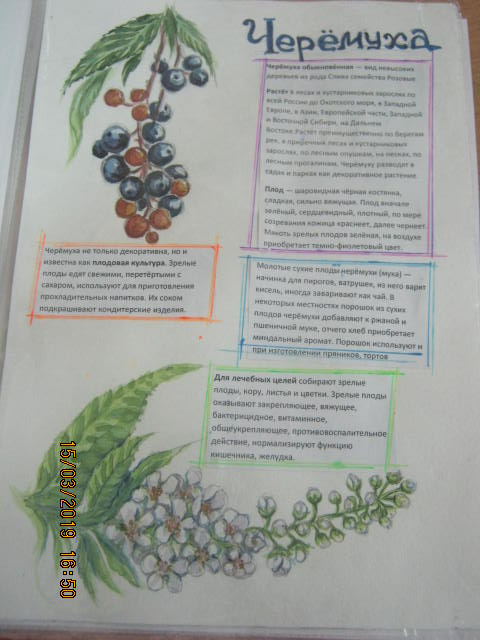 Черёмуха
Черёмуха обыкновённая — вид невысоких
деревьев из рода Слива семейства Розовые
Растёт в лесах и кустарниковых зарослях по
всей России до Охотского моря, в Западной
Европе, в Азии, Европейской части, Западной
и Восточной Сибири, на Дальнем
Востоке.Растёт преимущественно по берегам
рек, в приречных лесах и кустарниковых
зарослях, по лесным опушкам, на песках, по
лесным прогалинам. Черёмуху разводят в
садах и парках как декоративное растение.
Плод — шаровидная чёрная костянка,
сладкая, сильно вяжущая. Плод вначале
зелёный, сердцевидный, плотный, по мере
созревания кожица краснеет, далее чернеет.
Мякоть зрелых плодов зелёная, на воздухе
приобретает темно-фиолетовый цвет.
Черёмуха не только декоративна, но и
известна как плодовая культура. Зрелые
плоды едят свежими, перетёртыми с
сахаром, используют для приготовления
прохладительных напитков. Их соком
подкрашивают кондитерские изделия.
Молотые сухие плоды черёмухи (мука) —
начинка для пирогов, ватрушек, из него варят
кисель, иногда заваривают как чай. В
некоторых местностях порошок из сухих
плодов черёмухи добавляют к ржаной и
пшеничной муке, отчего хлеб приобретает
миндальный аромат. Порошок используют и
при изготовлении пряников, тортов
Для лечебных целей собирают зрелые
плоды, кору, листья и цветки. Зрелые плоды
оказывают закрепляющее, вяжущее,
бактерицидное, витаминное,
общеукрепляющее, противовоспалительное
действие, нормализуют функцию
кишечника, желудка.
15/03/2019 16:50